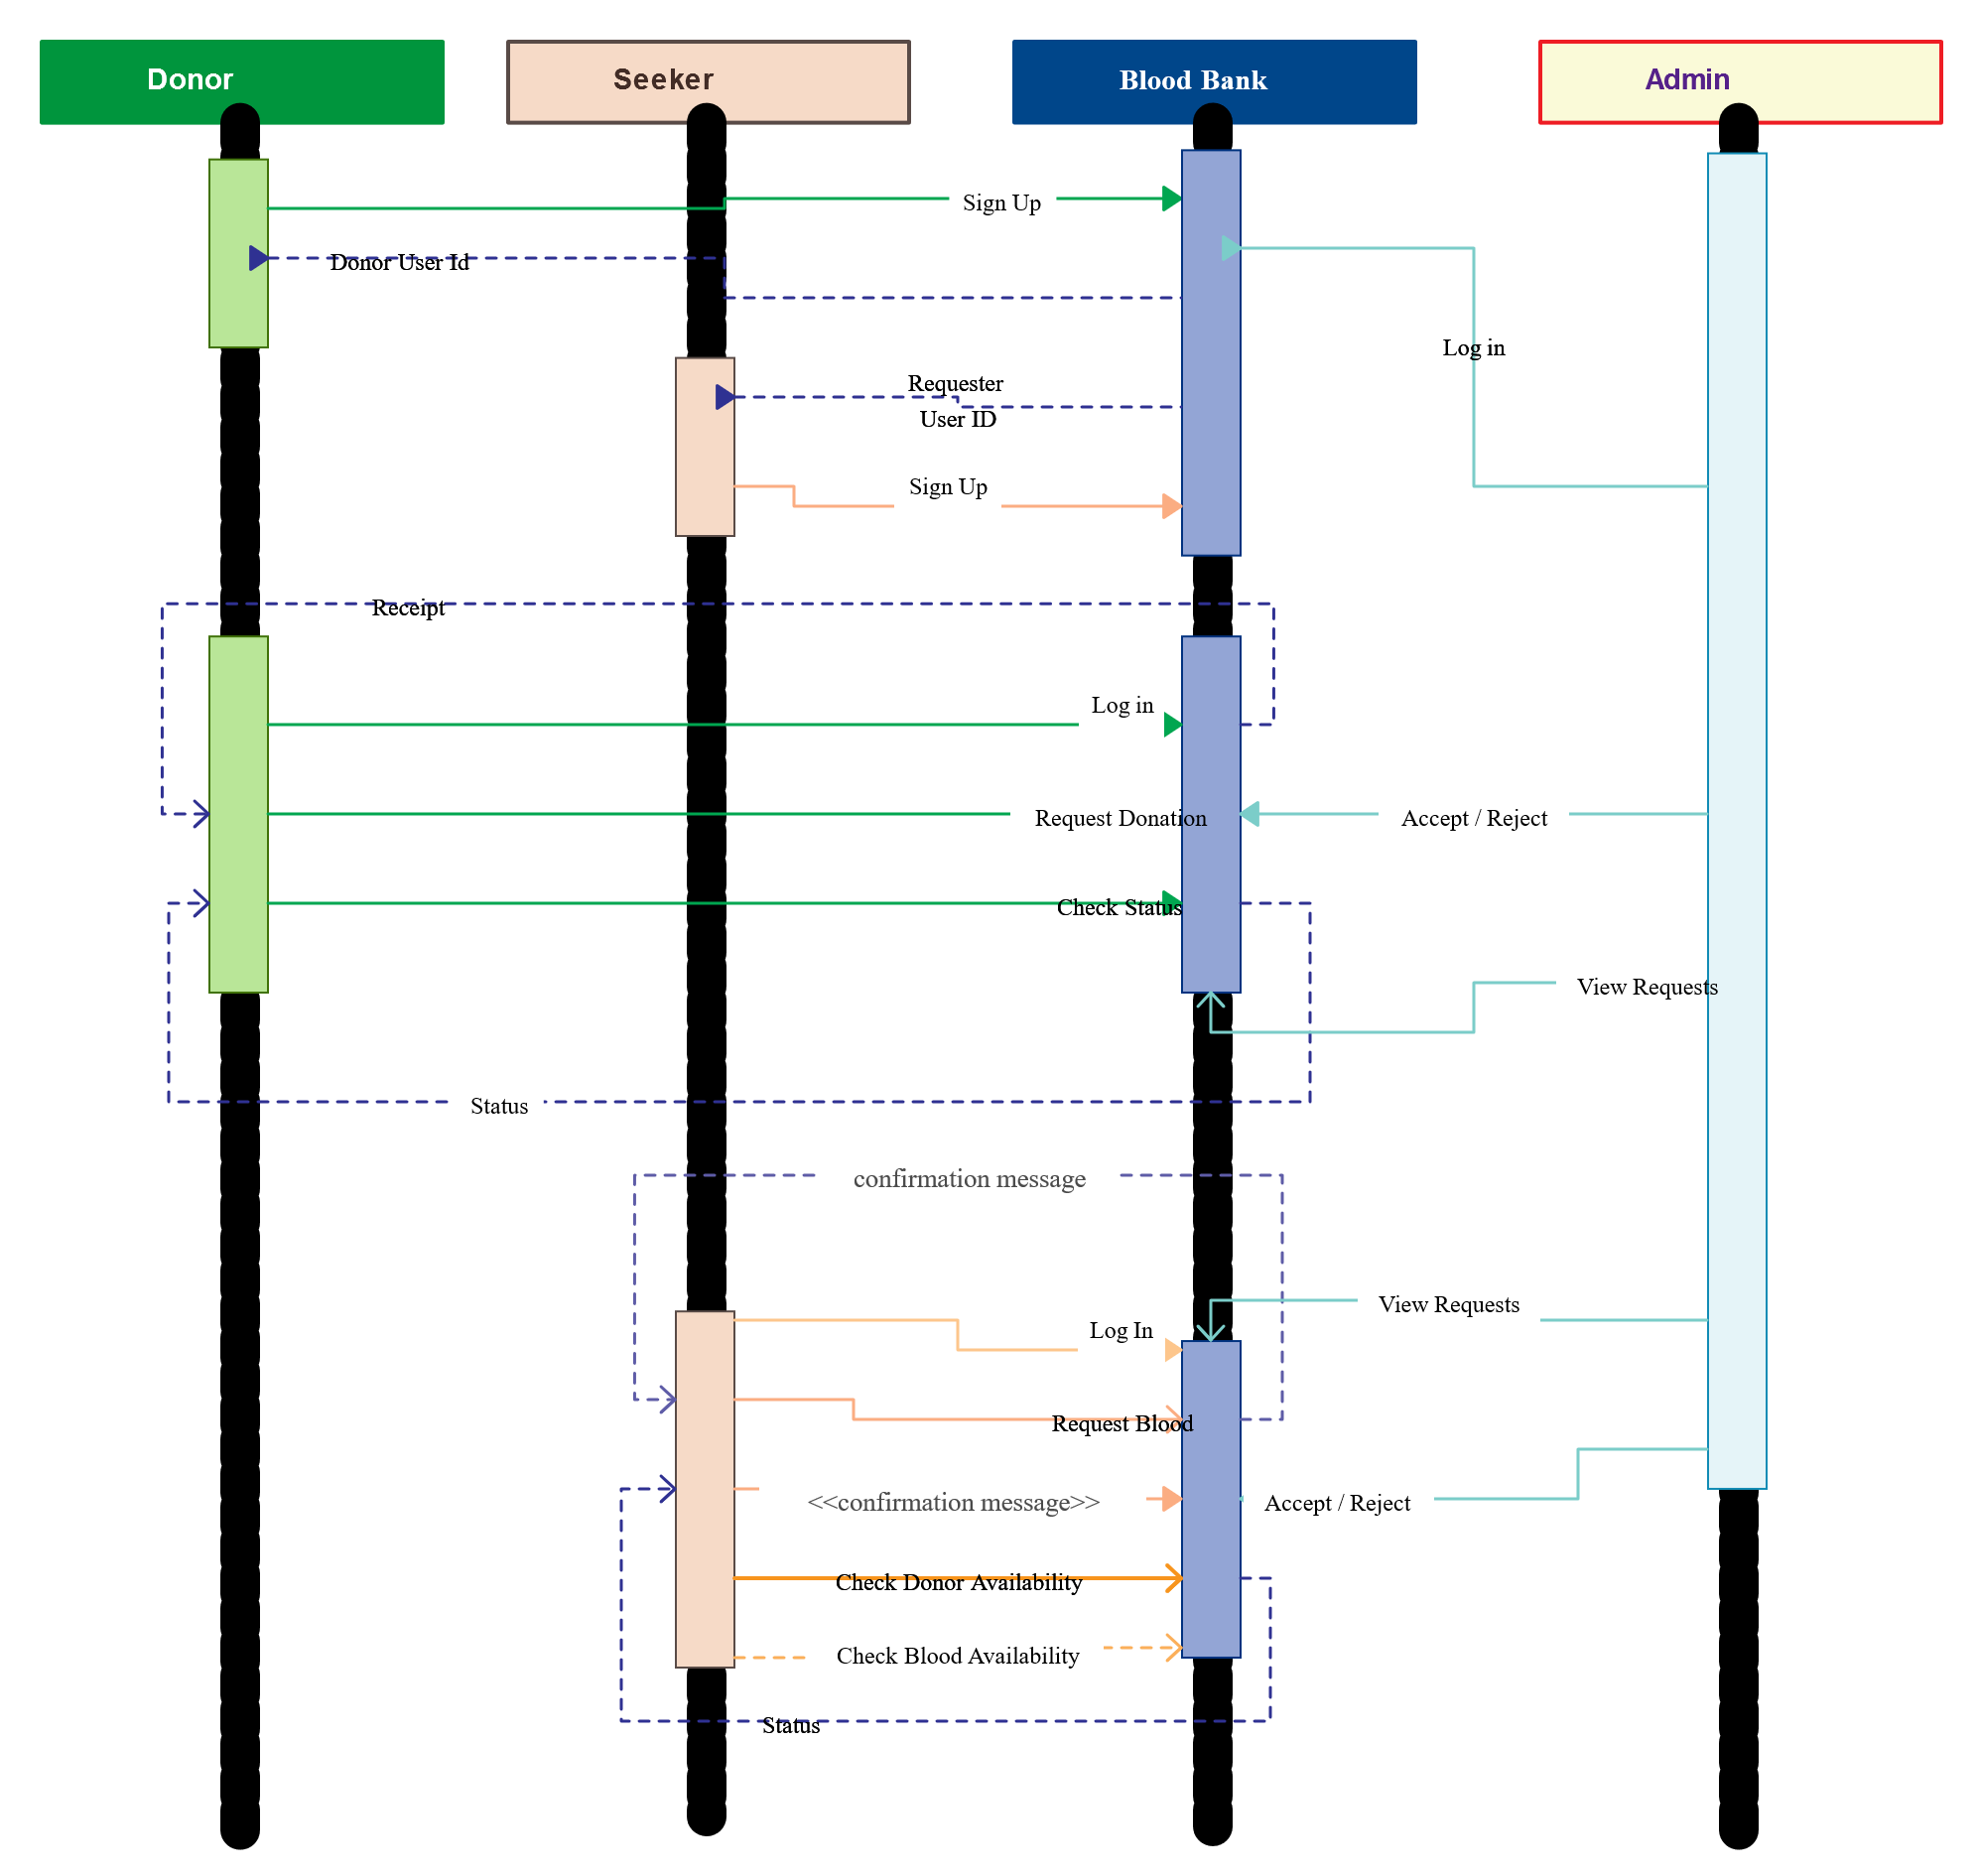 Donor
Seeker
Blood Bank
Admin
Sign Up
Donor User Id
Log in
Requester
User ID
Sign Up
Receipt
Log in
Request Donation
Accept / Reject
Check Status
View Requests
Status
confirmation message
View Requests
Log In
Request Blood
<<confirmation message>>
Accept / Reject
Check Donor Availability
Check Blood Availability
Status